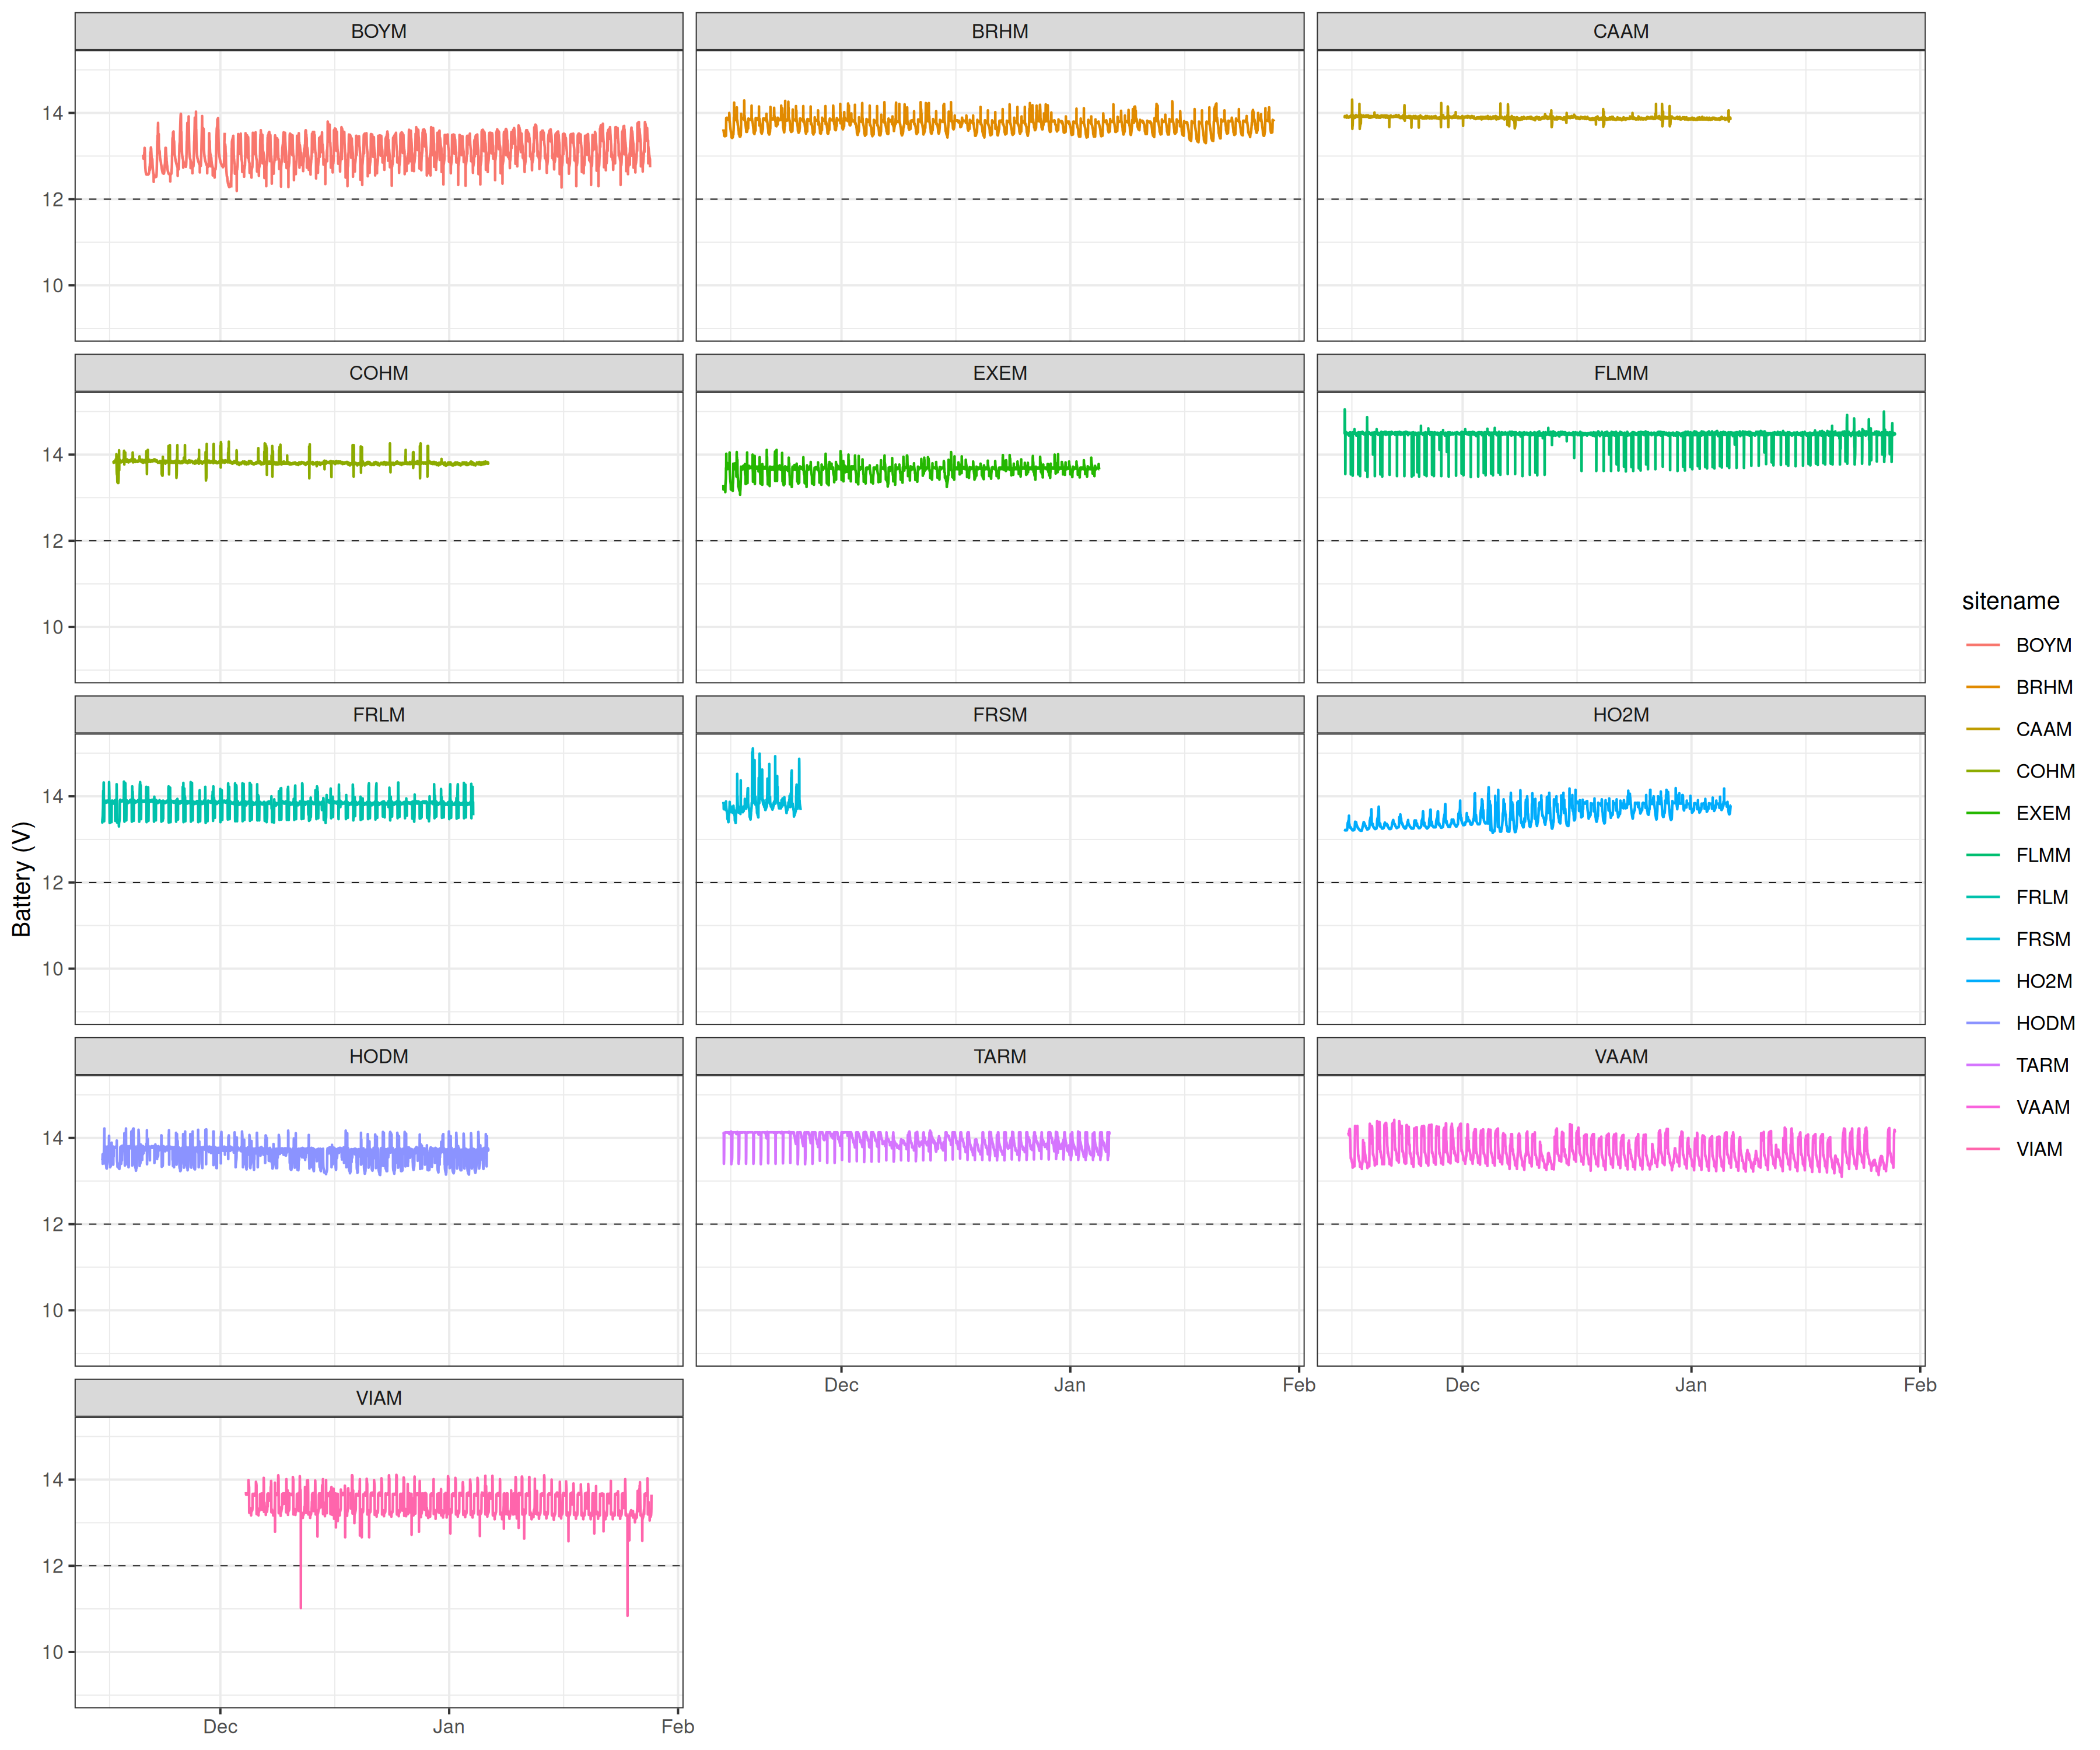 BOYM
BRHM
CAAM
14
12
10
COHM
EXEM
FLMM
14
12
10
FRLM
FRSM
HO2M
14
12
10
HODM
TARM
VAAM
14
12
10
Dec
Jan
Feb
Dec
Jan
Feb
VIAM
14
12
10
Dec
Jan
Feb
Battery (V)
sitename
BOYM
BRHM
CAAM
COHM
EXEM
FLMM
FRLM
FRSM
HO2M
HODM
TARM
VAAM
VIAM